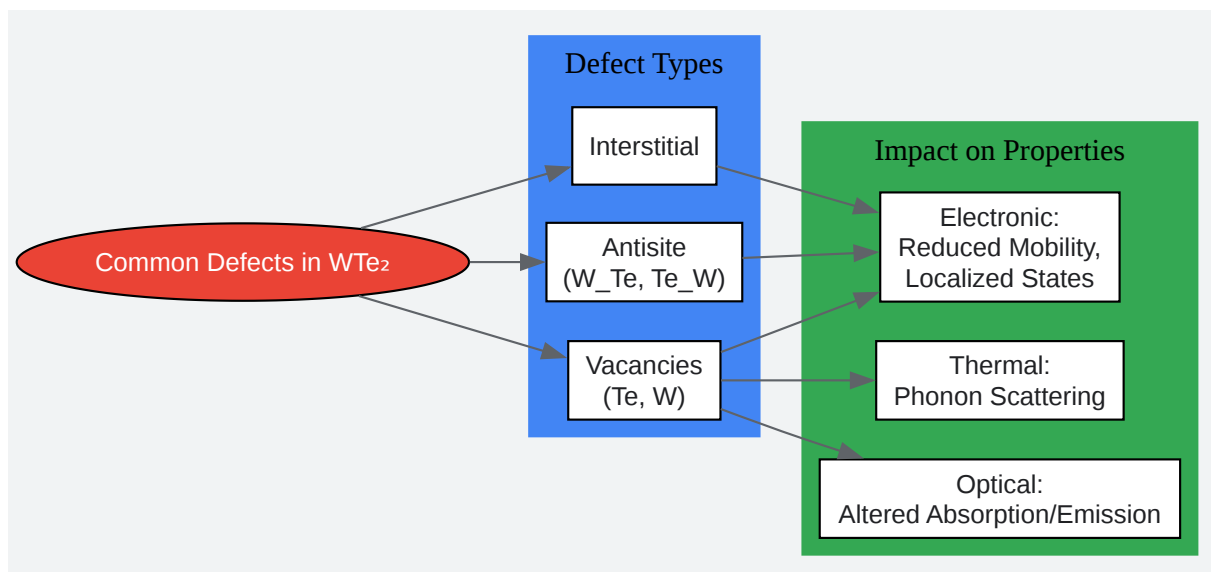 Common Defects in WTe₂
Defect Types
Interstitial
Antisite
(W_Te, Te_W)
Vacancies
(Te, W)
Impact on Properties
Electronic:
Reduced Mobility,
Localized States
Thermal:
Phonon Scattering
Optical:
Altered Absorption/Emission